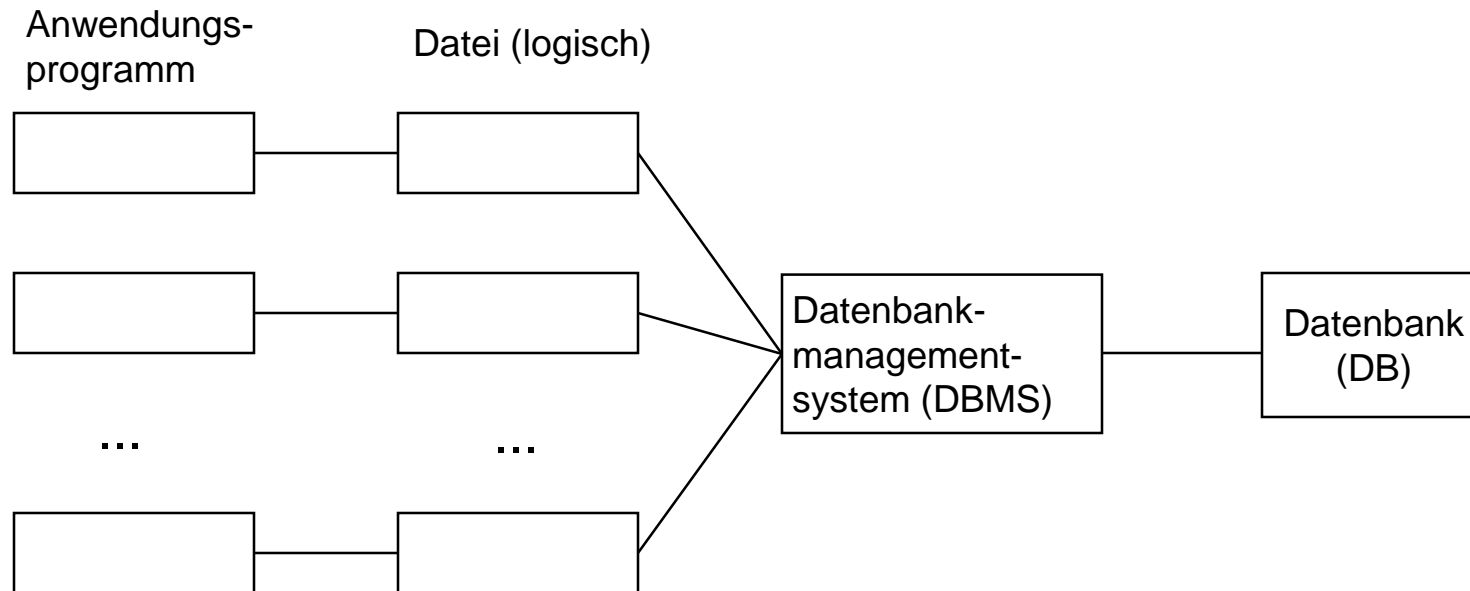 Anwendungs-
programm
Datei (logisch)
Datenbank-
management-
system (DBMS)
Datenbank
(DB)
...
...